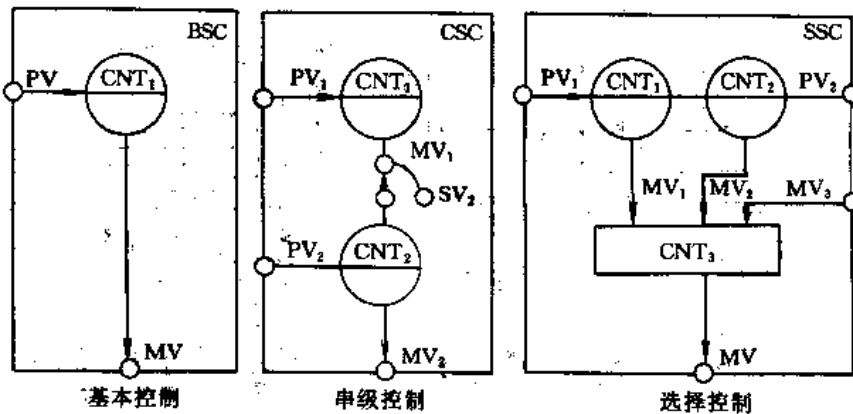 BSC
PV
CNT₁
MV
基本控制
CSC
PV₁
CNT₁
MV₁
SV₂
PV₂
CNT₂
MV₂
串级控制
SSC
PV₁
CNT₁
CNT₂
PV₂
MV₁
MV₂
MV₃
CNT₃
MV
选择控制